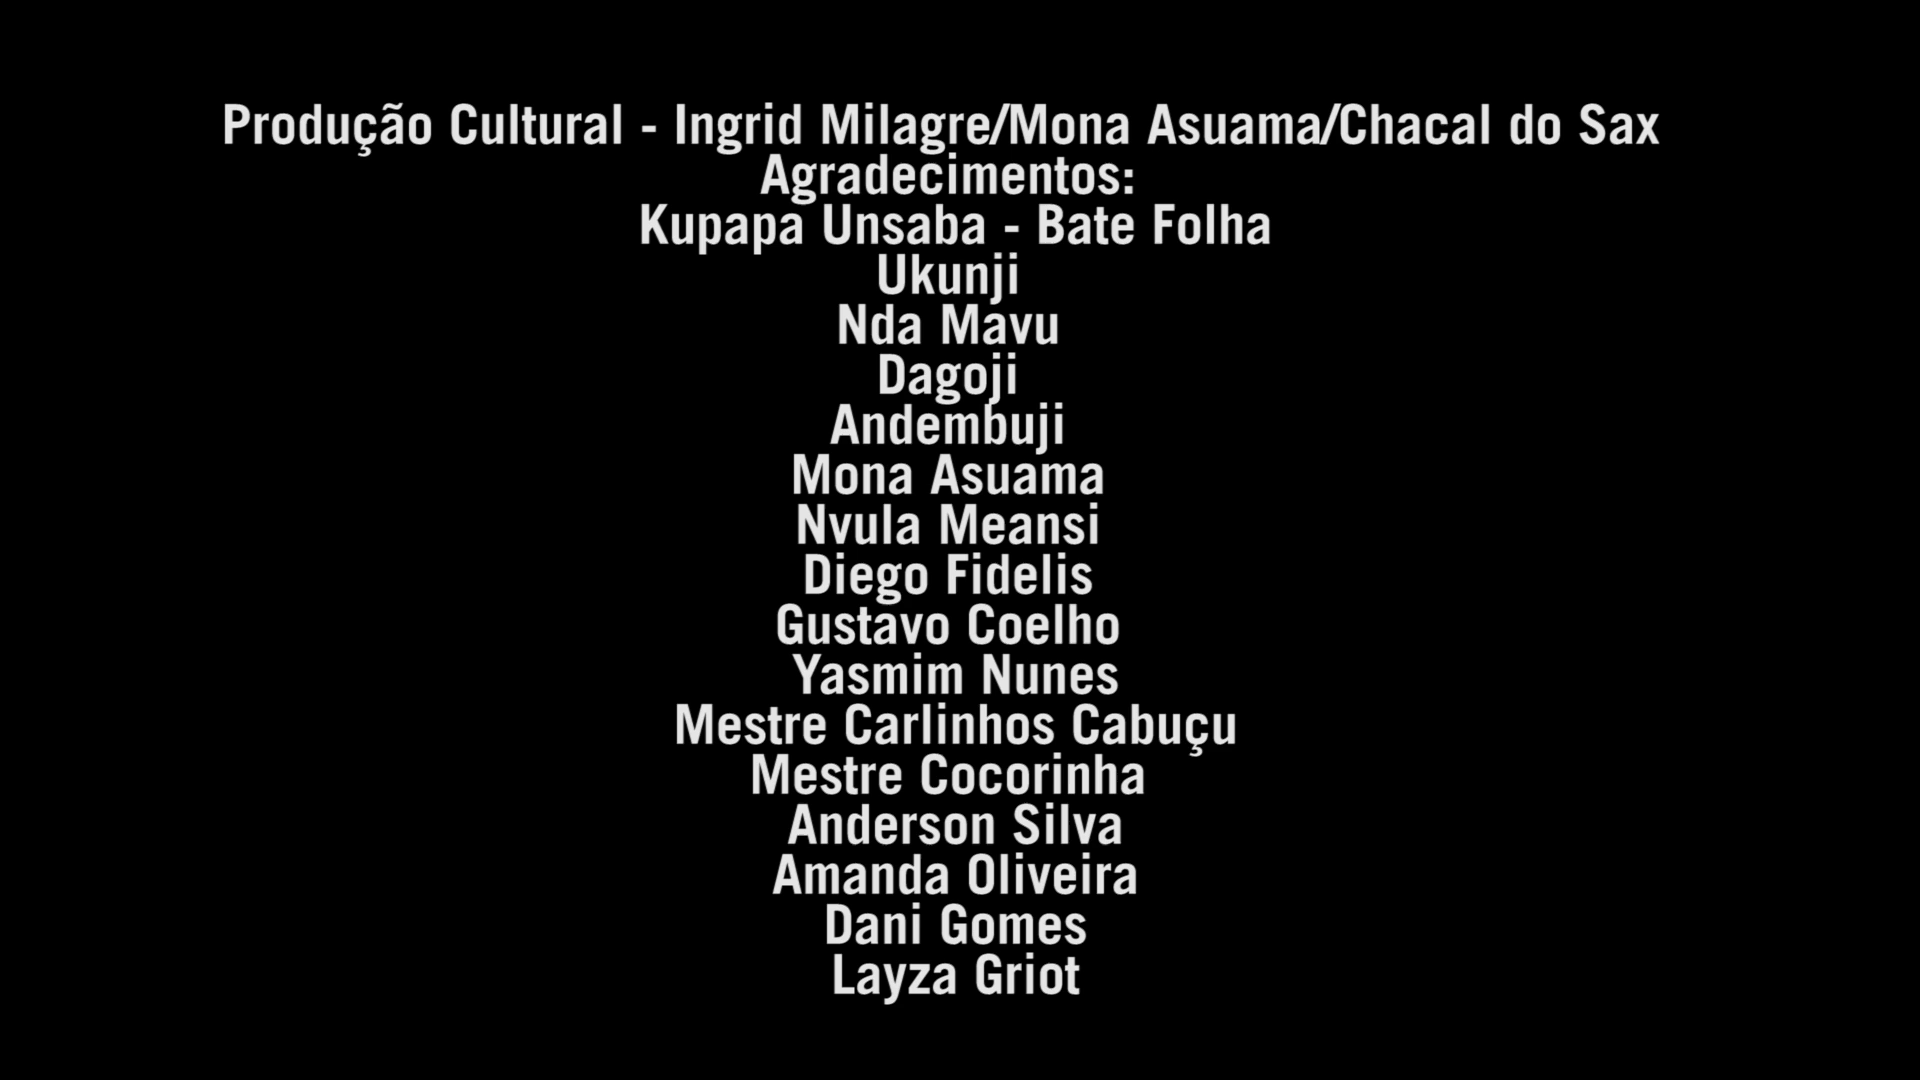 Produção Cultural - Ingrid Milagre/Mona Asuama/Chacal do Sax
Agradecimentos:
Kupapa Unsaba - Bate Folha
Ukunji
Nda Mavu
Dagoji
Andembuji
Mona Asuama
Nvula Meansi
Diego Fidelis
Gustavo Coelho
Yasmim Nunes
Mestre Carlinhos Cabuçu
Mestre Cocorinha
Anderson Silva
Amanda Oliveira
Dani Gomes
Layza Griot